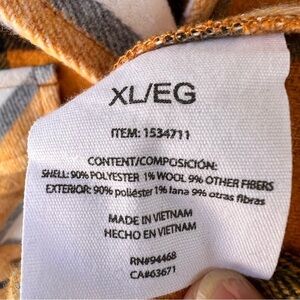 XL/EG
ITEM: 1534711
CONTENT/COMPOSICIÓN:
SHELL: 90% POLYESTER 1% WOOL 9% OTHER FIBERS
EXTERIOR: 90% poliéster 1% lana 9% otras fibras
MADE IN VIETNAM
HECHO EN VIETNAM
RN#94468
CA#63671